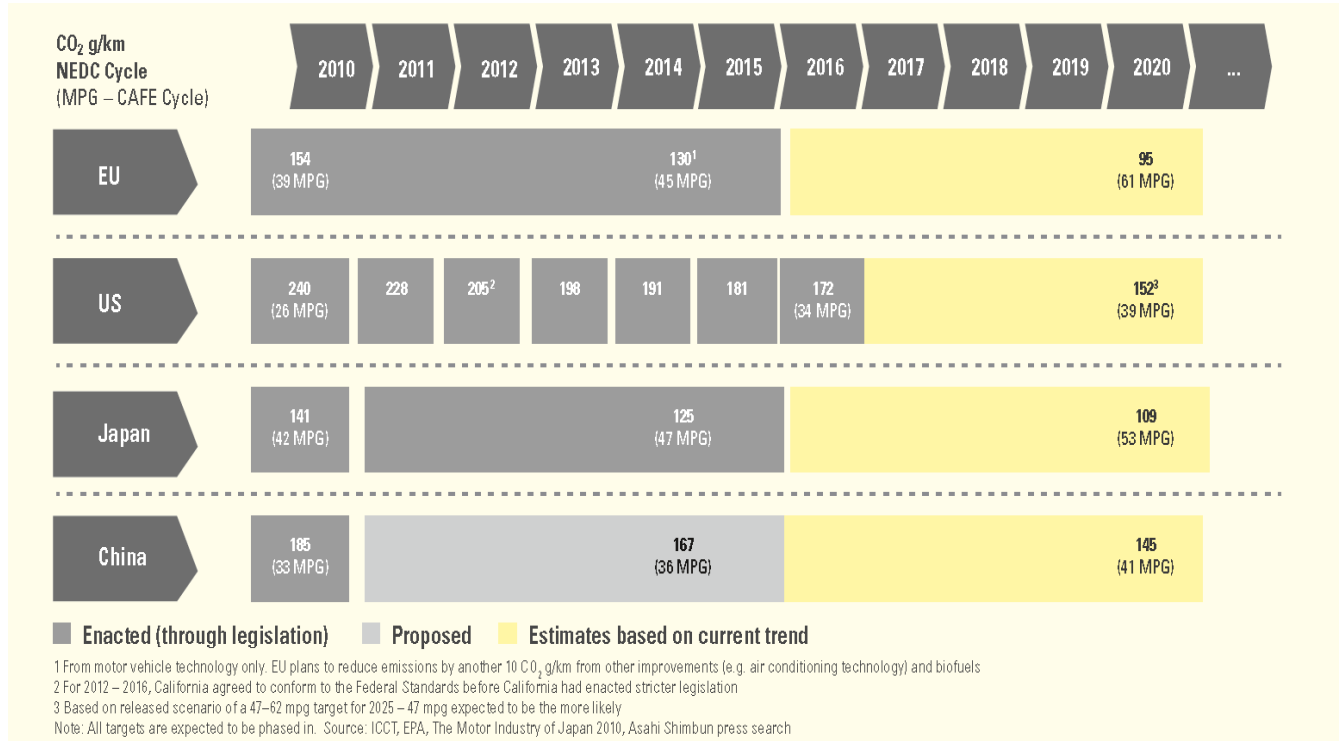 CO₂ g/km
NEDC Cycle
(MPG – CAFE Cycle)
2010 2011 2012 2013 2014 2015 2016 2017 2018 2019 2020 ...
EU
154 130¹ 95
(39 MPG) (45 MPG) (61 MPG)
US
240 228 205² 198 191 181 172 152³
(26 MPG) (34 MPG) (39 MPG)
Japan
141 125 109
(42 MPG) (47 MPG) (53 MPG)
China
185 167 145
(33 MPG) (36 MPG) (41 MPG)
Enacted (through legislation) Proposed Estimates based on current trend
1 From motor vehicle technology only. EU plans to reduce emissions by another 10 CO₂ g/km from other improvements (e.g. air conditioning technology) and biofuels
2 For 2012 – 2016, California agreed to conform to the Federal Standards before California had enacted stricter legislation
3 Based on released scenario of a 47–62 mpg target for 2025 – 47 mpg expected to be the more likely
Note: All targets are expected to be phased in. Source: ICCT, EPA, The Motor Industry of Japan 2010, Asahi Shimbun press search